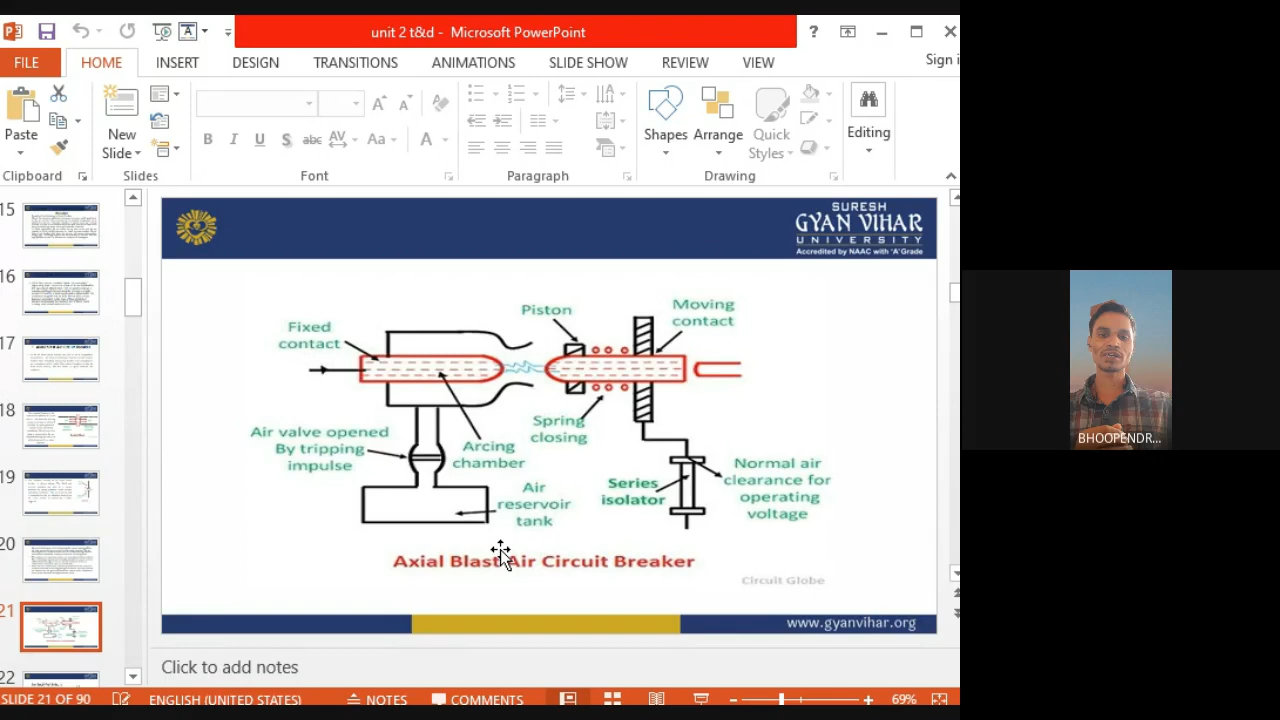 unit 2 t&d - Microsoft PowerPoint
?
Sign i
FILE HOME INSERT DESIGN TRANSITIONS ANIMATIONS SLIDE SHOW REVIEW VIEW
Paste
New
Slide
B I U S abc AV Aa A
Shapes Arrange Quick
Styles
Editing
Clipboard Slides Font Paragraph Drawing
15
16
17
18
19
20
21
22
SURESH
GYAN VIHAR
UNIVERSITY
Accredited by NAAC with 'A' Grade
Fixed
contact
Piston
Moving
contact
Air valve opened
By tripping
impulse
Arcing
chamber
Spring
closing
Air
reservoir
tank
Series
isolator
Normal air
clearance for
operating
voltage
Axial Blast Air Circuit Breaker
Circuit Globe
www.gyanvihar.org
Click to add notes
SLIDE 21 OF 90 ENGLISH (UNITED STATES) NOTES COMMENTS 69%
BHOOPENDR...